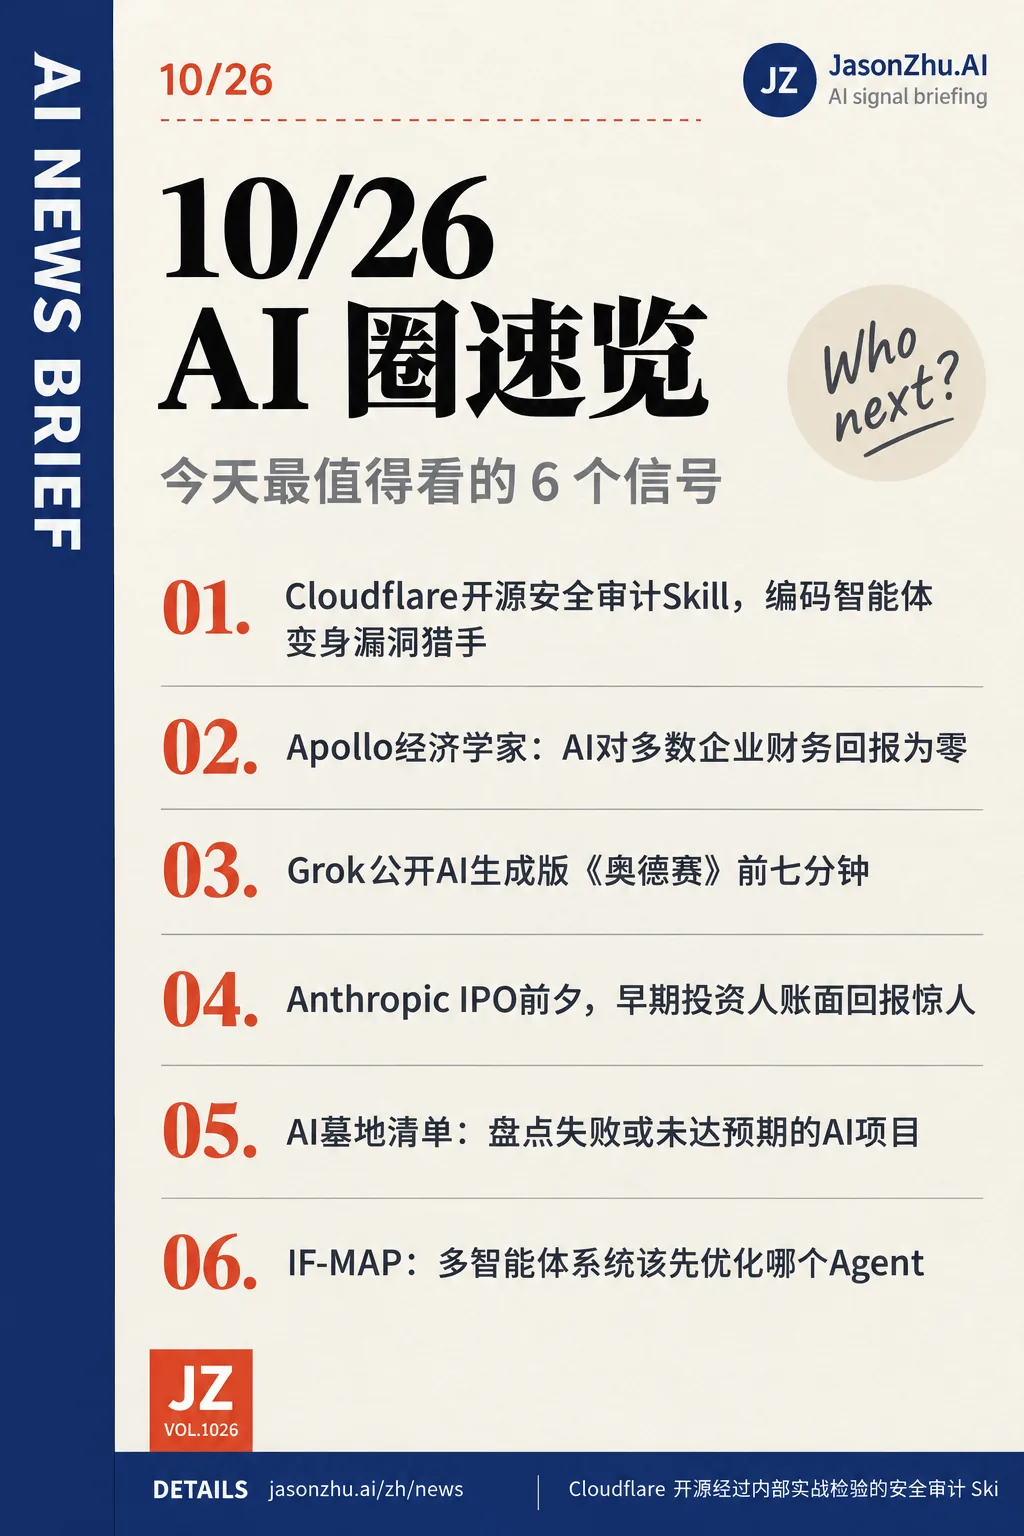 AI NEWS BRIEF
10/26
JZ
JasonZhu.AI
AI signal briefing
10/26
AI 圈速览
今天最值得看的 6 个信号
Who
next?
01.
Cloudflare开源安全审计Skill，编码智能体
变身漏洞猎手
02.
Apollo经济学家：AI对多数企业财务回报为零
03.
Grok公开AI生成版《奥德赛》前七分钟
04.
Anthropic IPO前夕，早期投资人账面回报惊人
05.
AI墓地清单：盘点失败或未达预期的AI项目
06.
IF-MAP：多智能体系统该先优化哪个Agent
JZ
VOL.1026
DETAILS jasonzhu.ai/zh/news
Cloudflare 开源经过内部实战检验的安全审计 Ski